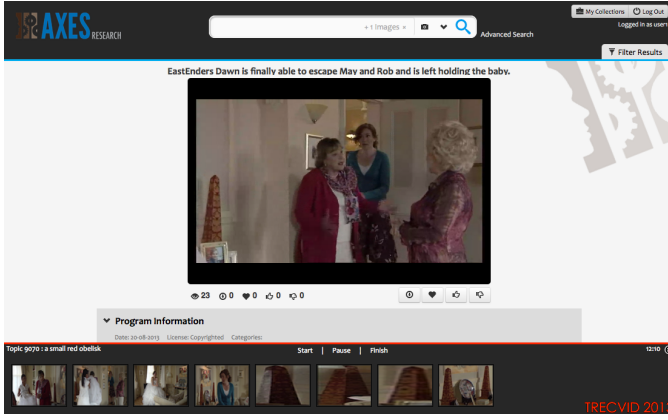 My Collections Log Out
AXES RESEARCH
+ 1 Images ×
Advanced Search
Logged in as user
Filter Results
EastEnders Dawn is finally able to escape May and Rob and is left holding the baby.
23 0 0 0 0
Program Information
Date: 20-08-2013 License: Copyrighted Categories:
Topic 9070 : a small red obelisk
Start | Pause | Finish
12:10
TRECVID 201